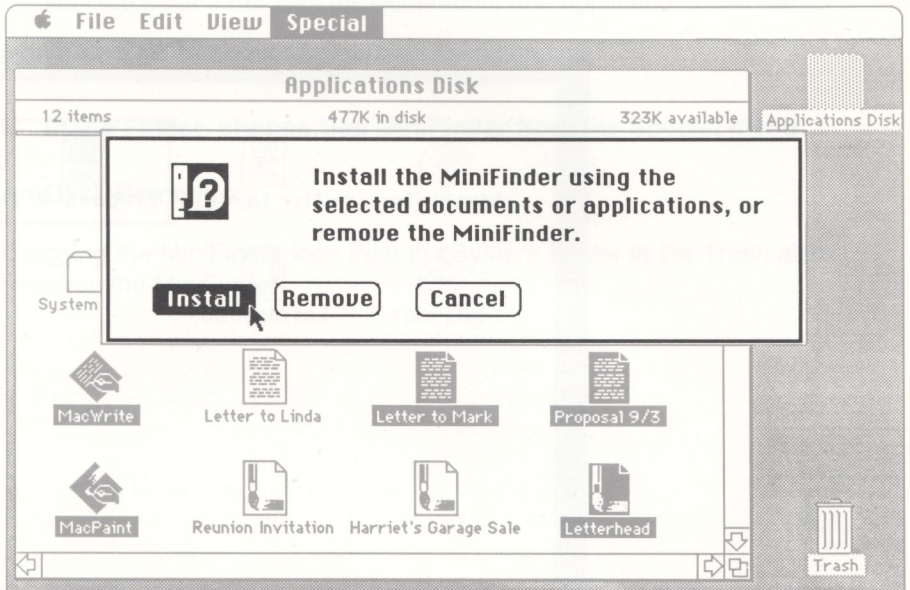 File Edit View Special
Applications Disk
12 items 477K in disk 323K available
Applications Disk
Install the MiniFinder using the
selected documents or applications, or
remove the MiniFinder.
System
Install Remove Cancel
MacWrite Letter to Linda Letter to Mark Proposal 9/3
MacPaint Reunion Invitation Harriet's Garage Sale Letterhead
Trash